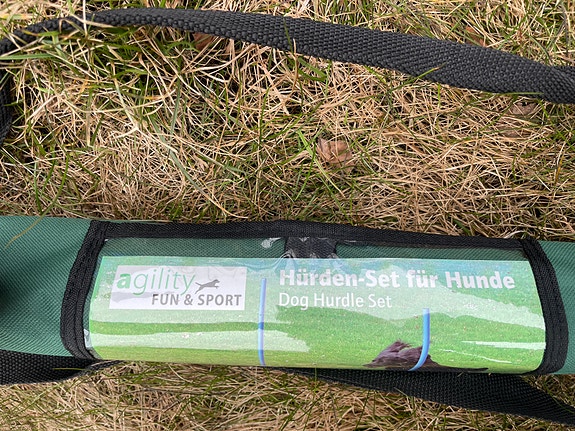 agility
FUN & SPORT
Hürden-Set für Hunde
Dog Hurdle Set